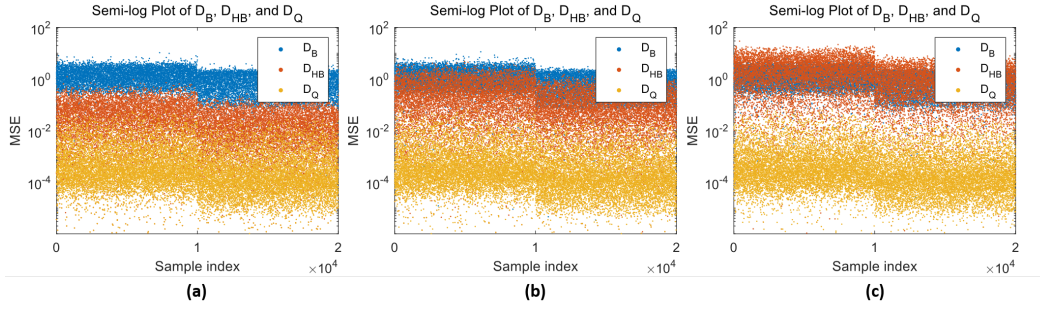 Semi-log Plot of D_B, D_HB, and D_Q
MSE
10^2
10^0
10^-2
10^-4
D_B
D_HB
D_Q
0
1
2
Sample index
×10^4
(a)
Semi-log Plot of D_B, D_HB, and D_Q
MSE
10^2
10^0
10^-2
10^-4
D_B
D_HB
D_Q
0
1
2
Sample index
×10^4
(b)
Semi-log Plot of D_B, D_HB, and D_Q
MSE
10^2
10^0
10^-2
10^-4
D_B
D_HB
D_Q
0
1
2
Sample index
×10^4
(c)